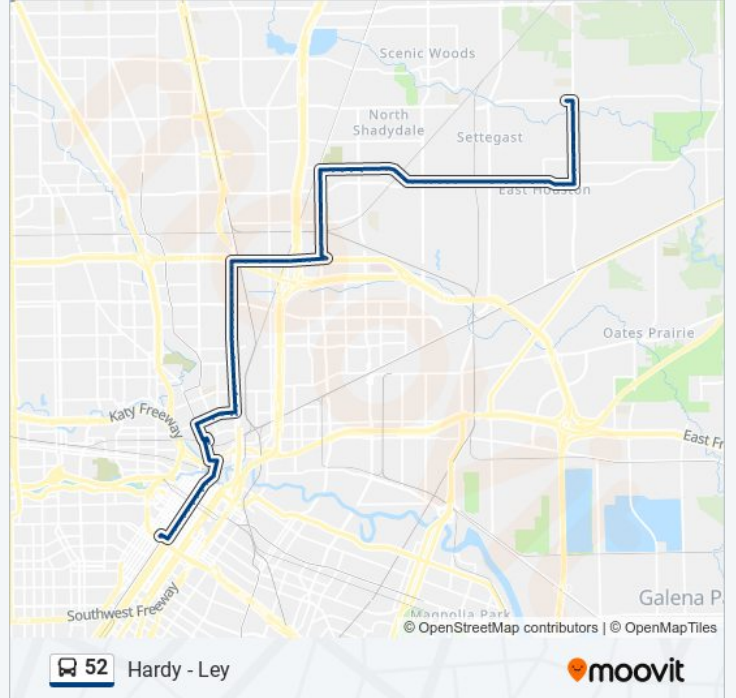 Scenic Woods
North
Shadydale
Settegast
East Houston
Oates Prairie
Katy Freeway
East Fr
Galena P
Southwest Freeway
Magnolia Park
© OpenStreetMap contributors | © OpenMapTiles
52 Hardy - Ley
moovit